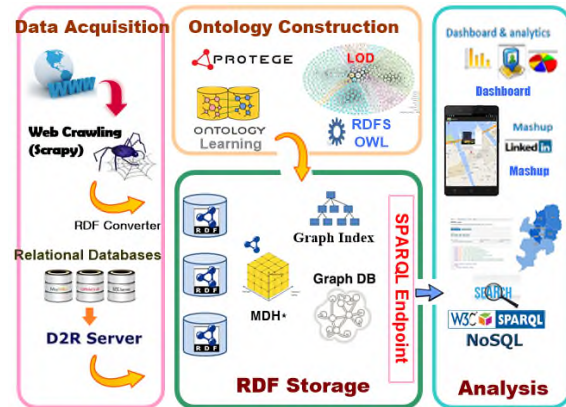 Data Acquisition
WWW
Web Crawling
(Scrapy)
RDF Converter
Relational Databases
D2R Server
Ontology Construction
PROTEGE
LOD
ONTOLOGY
Learning
RDFS
OWL
RDF
RDF
RDF
MDH*
Graph Index
Graph DB
SPARQL Endpoint
RDF Storage
Dashboard & analytics
Dashboard
Mashup
LinkedIn
Mashup
SEARCH
W3C SPARQL
NoSQL
Analysis